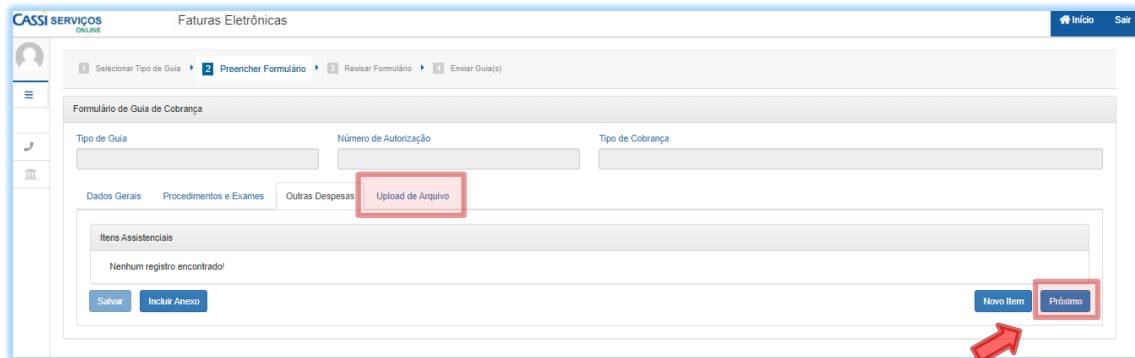 CASSI SERVIÇOS ONLINE Faturas Eletrônicas Início Sair
1 Selecionar Tipo de Guia 2 Preencher Formulário 3 Revisar Formulário 4 Enviar Guia(s)
Formulário de Guia de Cobrança
Tipo de Guia Número de Autorização Tipo de Cobrança
Dados Gerais Procedimentos e Exames Outras Despesas Upload de Arquivo
Itens Assistenciais
Nenhum registro encontrado!
Salvar Incluir Anexo Novo Item Próximo